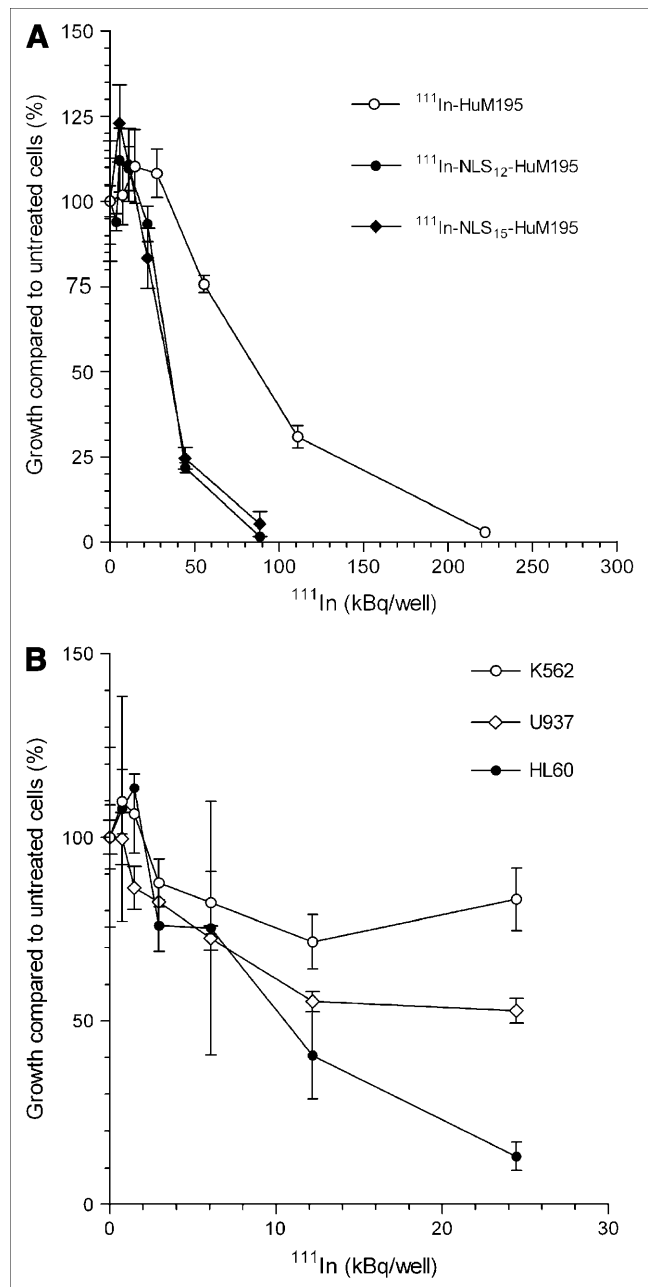 A
150
125
100
75
50
25
0
Growth compared to untreated cells (%)
¹¹¹In-HuM195
¹¹¹In-NLS₁₂-HuM195
¹¹¹In-NLS₁₅-HuM195
0 50 100 150 200 250 300
¹¹¹In (kBq/well)
B
150
100
50
0
Growth compared to untreated cells (%)
K562
U937
HL60
0 10 20 30
¹¹¹In (kBq/well)